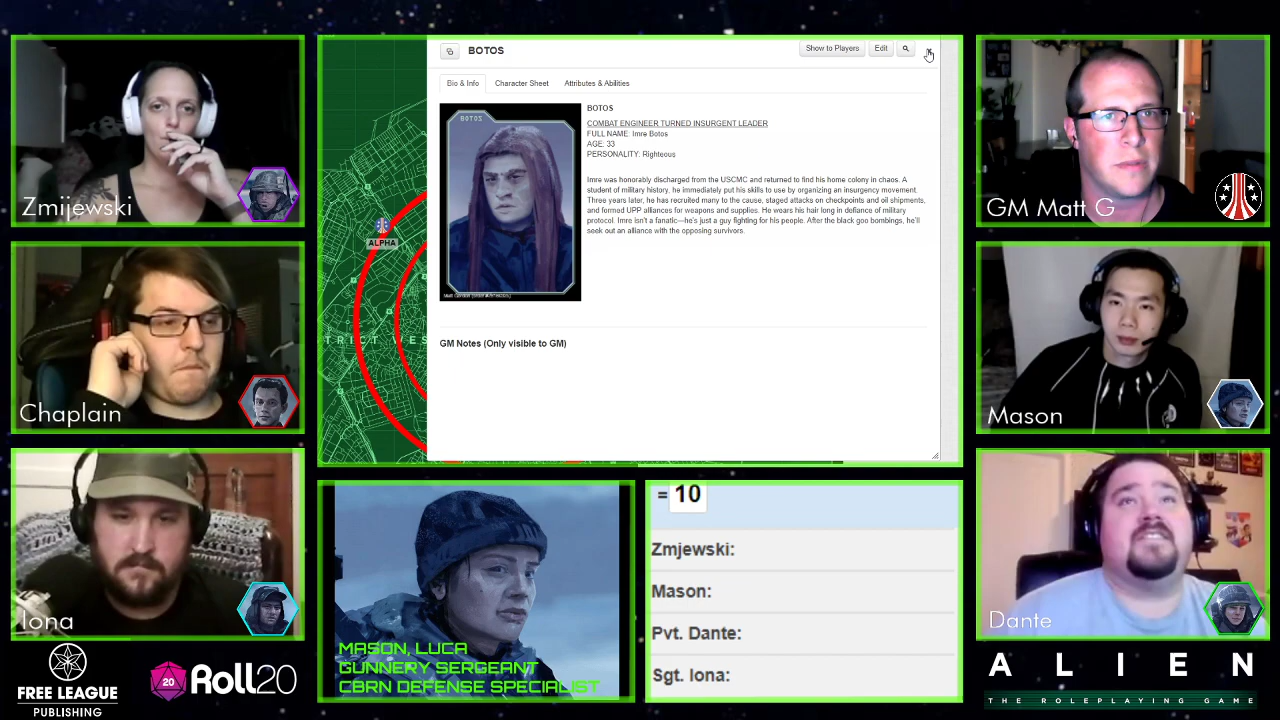 BOTOS
Show to Players
Edit
Bio & Info
Character Sheet
Attributes & Abilities
BOTOS
BOTOS
COMBAT ENGINEER TURNED INSURGENT LEADER
FULL NAME: Imre Botos
AGE: 33
PERSONALITY: Righteous
Imre was honorably discharged from the USCMC and returned to find his home colony in chaos. A
student of military history, he immediately put his skills to use by organizing an insurgency movement.
Three years later, he has recruited many to the cause, staged attacks on checkpoints and oil shipments,
and formed UPP alliances for weapons and supplies. He wears his hair long in defiance of military
protocol. Imre isn't a fanatic—he's just a guy fighting for his people. After the black goo bombings, he'll
seek out an alliance with the opposing survivors.
GM Notes (Only visible to GM)
ALPHA
TRICT WES
Zmijewski
GM Matt G
Chaplain
Mason
Iona
Dante
MASON, LUCA
GUNNERY SERGEANT
CBRN DEFENSE SPECIALIST
= 10
Zmjewski:
Mason:
Pvt. Dante:
Sgt. Iona:
FREE LEAGUE
PUBLISHING
20
Roll20
ALIEN
THE ROLEPLAYING GAME